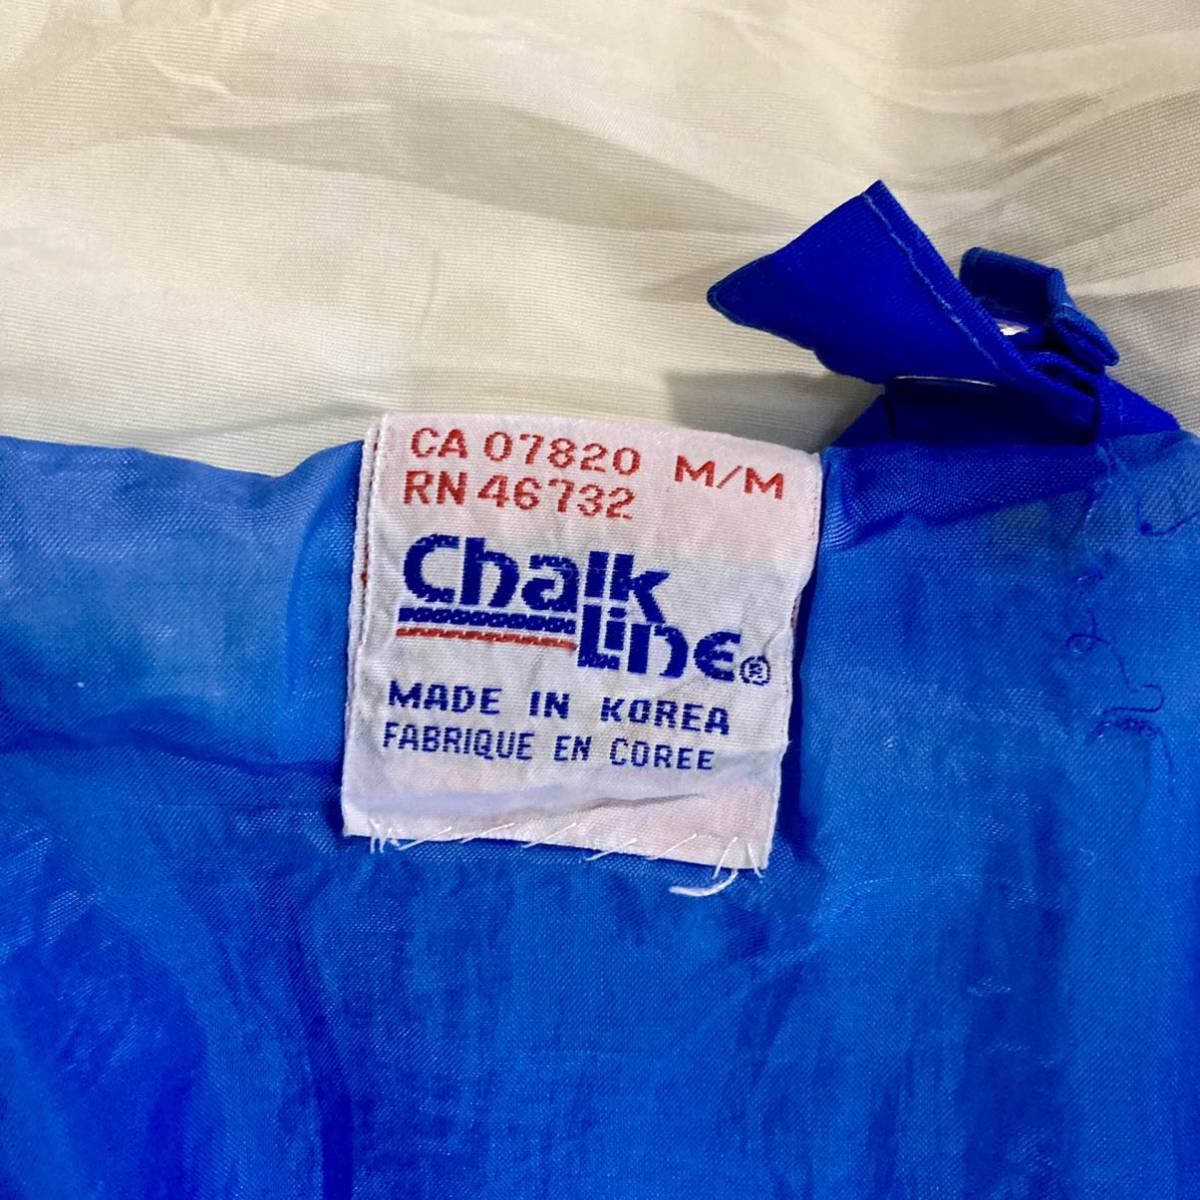 CA 07820 M/M
RN 46732
Chalk
Line®
MADE IN KOREA
FABRIQUE EN COREE